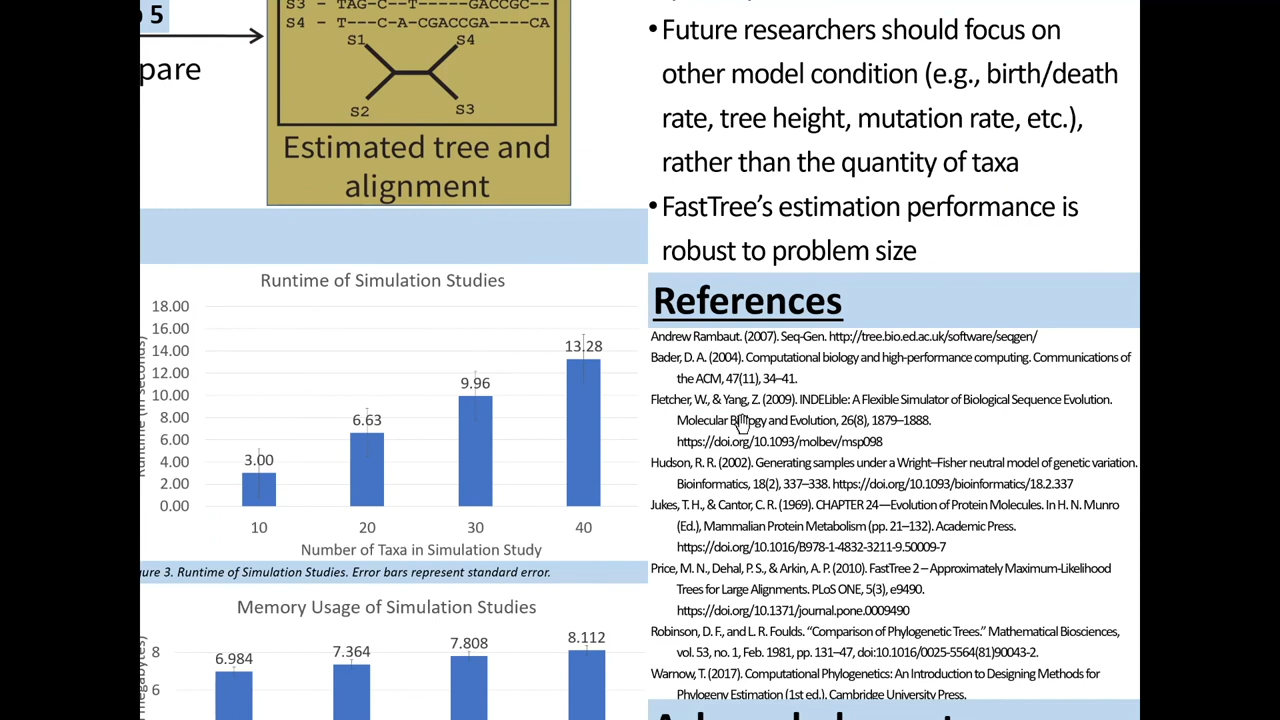 5
pare
S3 - TAG-C--T-----GACCGC--
S4 - T---C-A-CGACCGA----CA
S1 S4
S2 S3
Estimated tree and
alignment
Runtime of Simulation Studies
18.00
16.00
14.00
12.00
10.00
8.00
6.00
4.00
2.00
0.00
3.00
6.63
9.96
13.28
10 20 30 40
Number of Taxa in Simulation Study
ure 3. Runtime of Simulation Studies. Error bars represent standard error.
Memory Usage of Simulation Studies
8
6
6.984
7.364
7.808
8.112
•Future researchers should focus on
other model condition (e.g., birth/death
rate, tree height, mutation rate, etc.),
rather than the quantity of taxa
•FastTree’s estimation performance is
robust to problem size
References
Andrew Rambaut. (2007). Seq-Gen. http://tree.bio.ed.ac.uk/software/seqgen/
Bader, D. A. (2004). Computational biology and high-performance computing. Communications of
the ACM, 47(11), 34–41.
Fletcher, W., & Yang, Z. (2009). INDELible: A Flexible Simulator of Biological Sequence Evolution.
Molecular Biology and Evolution, 26(8), 1879–1888.
https://doi.org/10.1093/molbev/msp098
Hudson, R. R. (2002). Generating samples under a Wright–Fisher neutral model of genetic variation.
Bioinformatics, 18(2), 337–338. https://doi.org/10.1093/bioinformatics/18.2.337
Jukes, T. H., & Cantor, C. R. (1969). CHAPTER 24—Evolution of Protein Molecules. In H. N. Munro
(Ed.), Mammalian Protein Metabolism (pp. 21–132). Academic Press.
https://doi.org/10.1016/B978-1-4832-3211-9.50009-7
Price, M. N., Dehal, P. S., & Arkin, A. P. (2010). FastTree 2 – Approximately Maximum-Likelihood
Trees for Large Alignments. PLoS ONE, 5(3), e9490.
https://doi.org/10.1371/journal.pone.0009490
Robinson, D. F., and L. R. Foulds. “Comparison of Phylogenetic Trees.” Mathematical Biosciences,
vol. 53, no. 1, Feb. 1981, pp. 131–47, doi:10.1016/0025-5564(81)90043-2.
Warnow, T. (2017). Computational Phylogenetics: An Introduction to Designing Methods for
Phylogeny Estimation (1st ed.). Cambridge University Press.